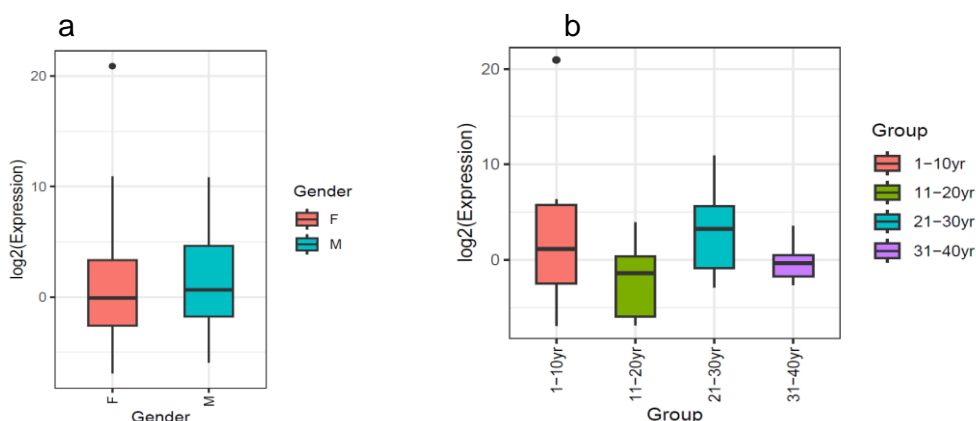 a
log2(Expression)
20
10
0
F
M
Gender
Gender
F
M
b
log2(Expression)
20
10
0
1−10yr
11−20yr
21−30yr
31−40yr
Group
Group
1−10yr
11−20yr
21−30yr
31−40yr